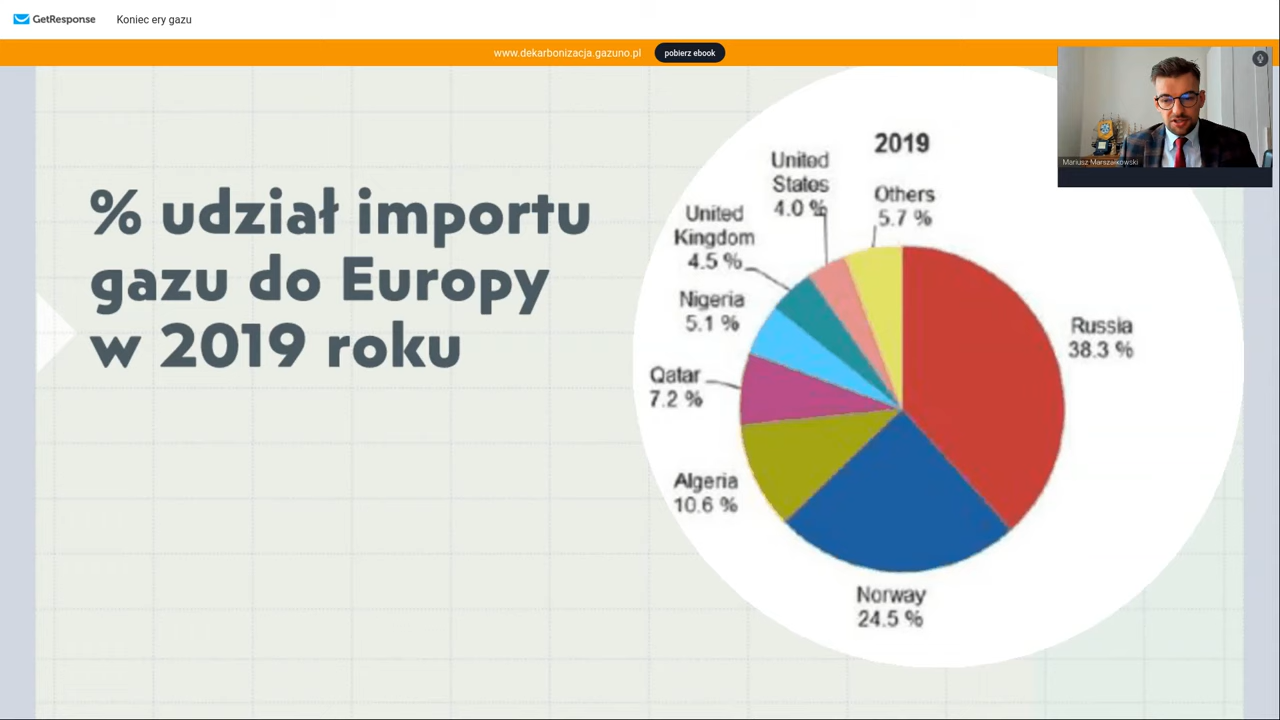 GetResponse
Koniec ery gazu
www.dekarbonizacja.gazuno.pl
pobierz ebook
Mariusz Marszałkowski
% udział importu
gazu do Europy
w 2019 roku
2019
United
States
4.0 %
Others
5.7 %
United
Kingdom
4.5 %
Nigeria
5.1 %
Russia
38.3 %
Qatar
7.2 %
Algeria
10.6 %
Norway
24.5 %